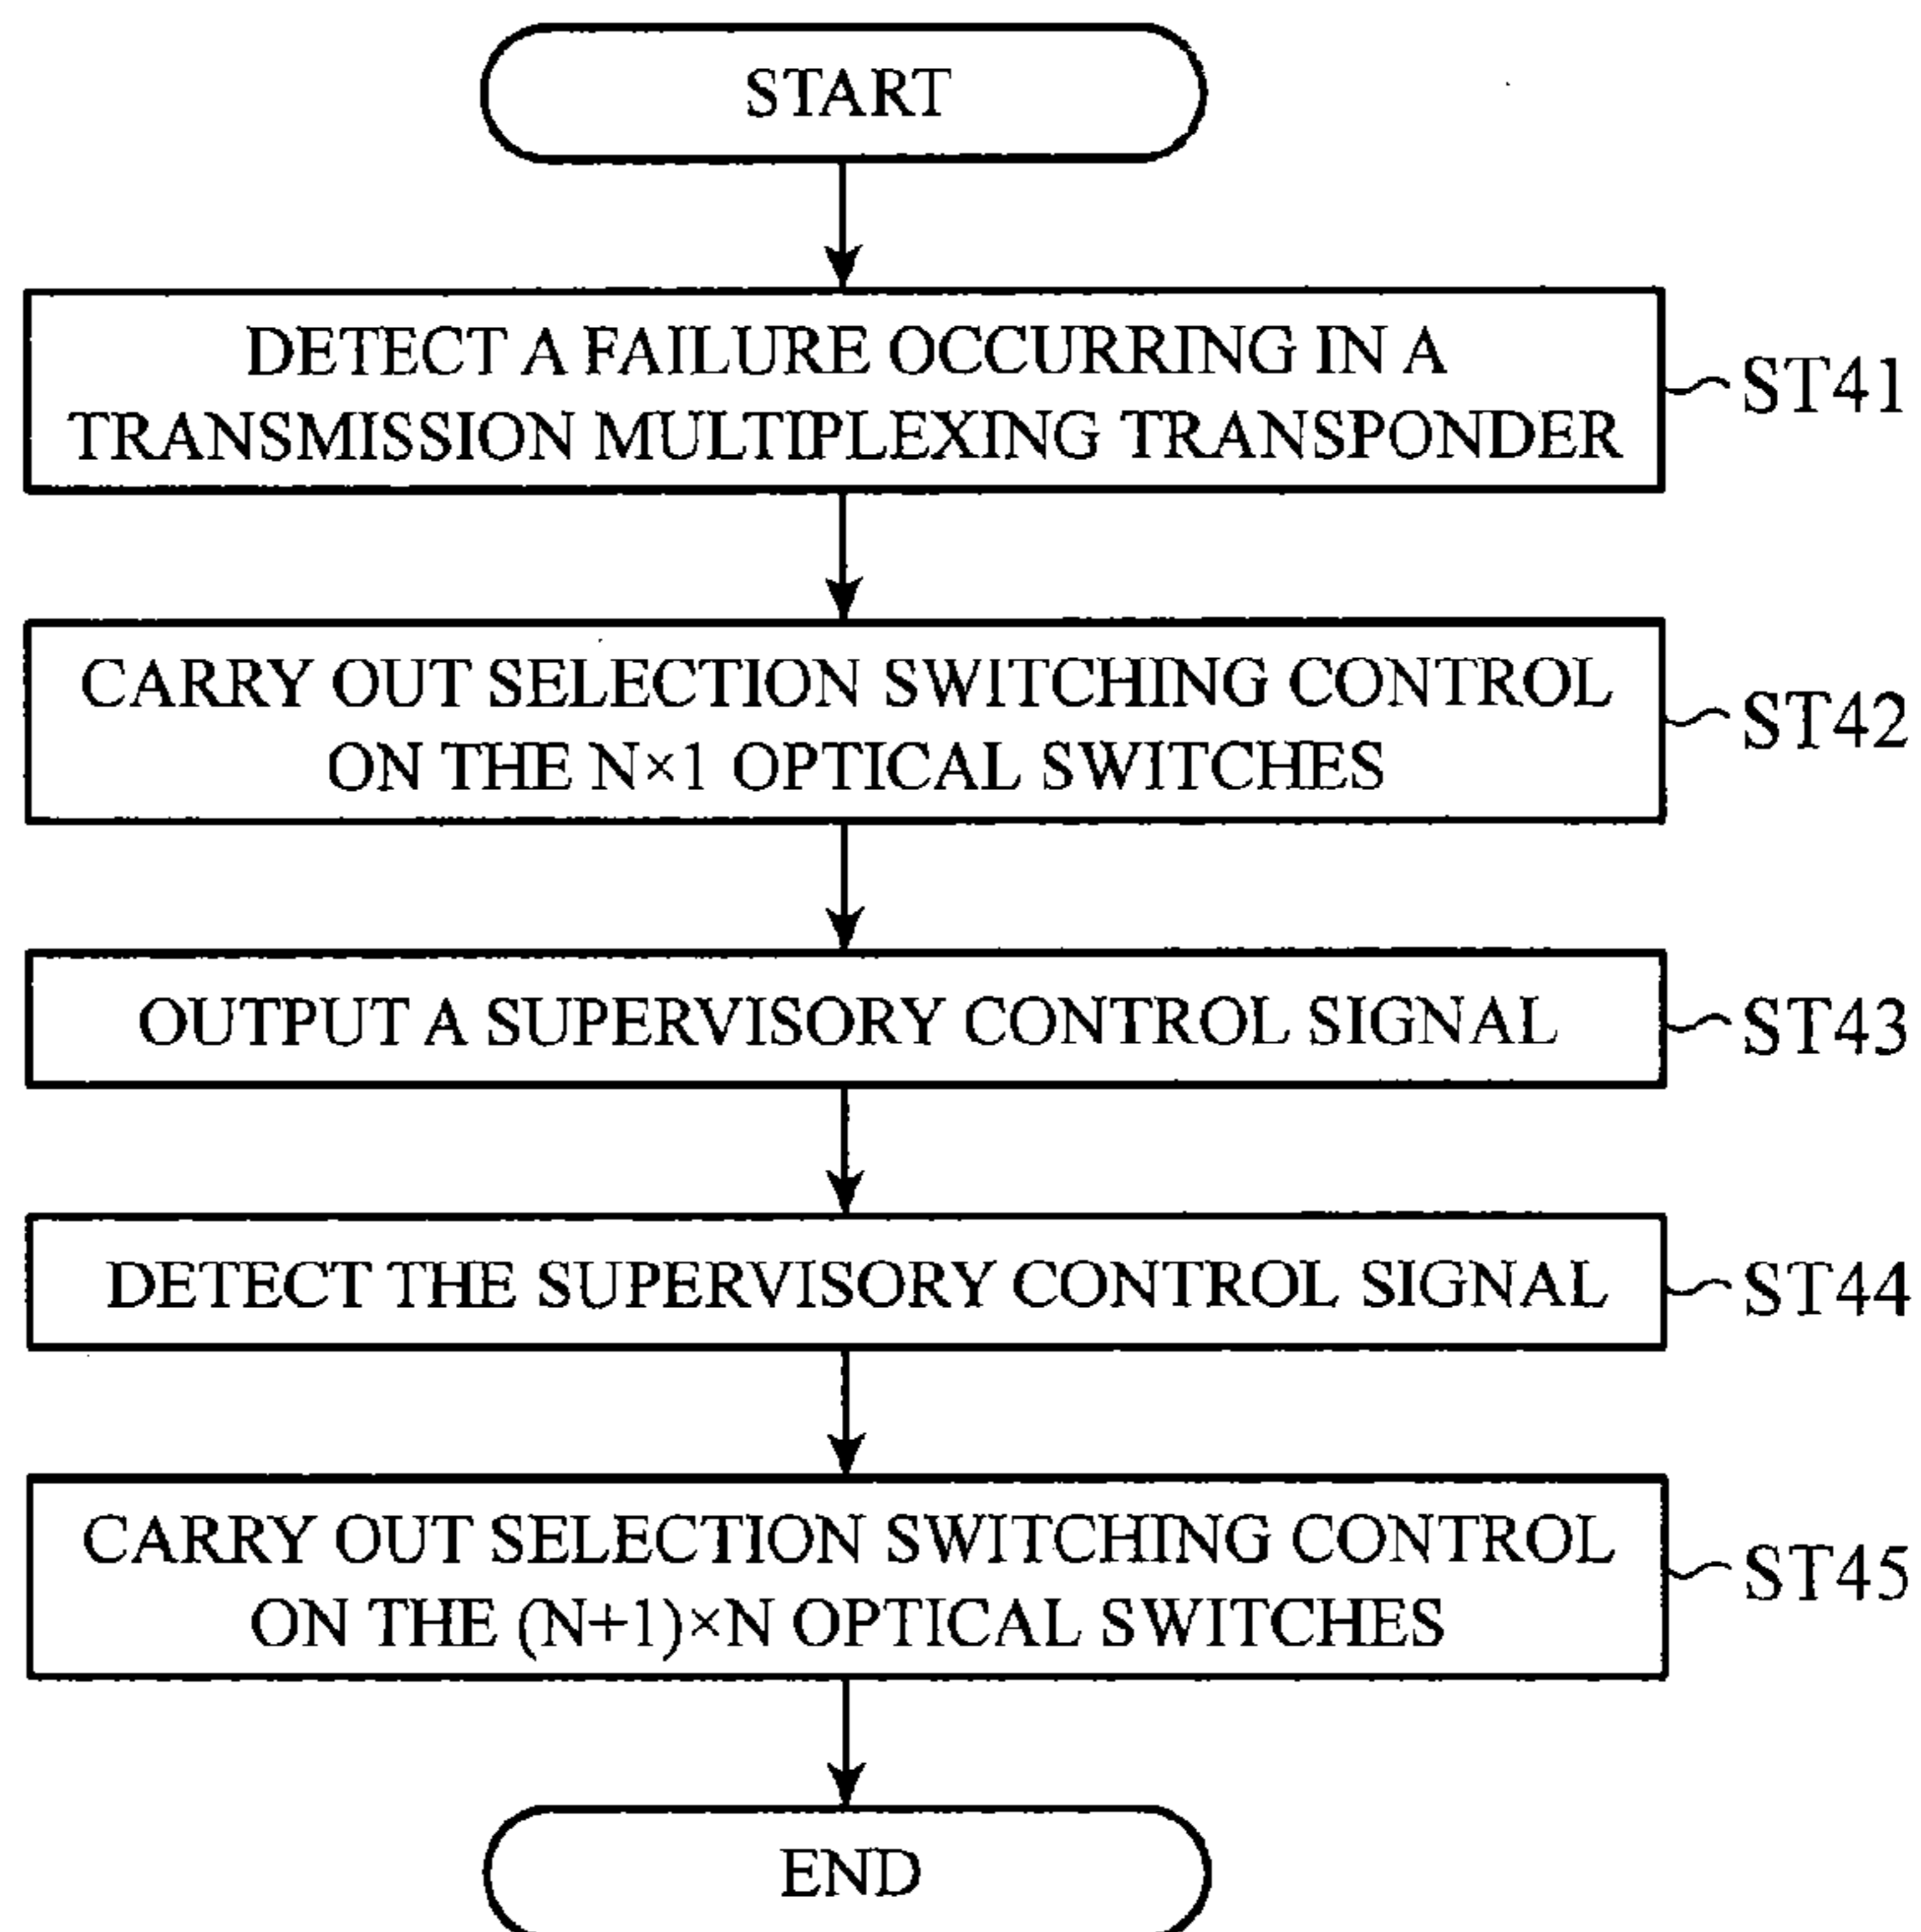 START
DETECT A FAILURE OCCURRING IN A
TRANSMISSION MULTIPLEXING TRANSPONDER
ST41
CARRY OUT SELECTION SWITCHING CONTROL
ON THE N×1 OPTICAL SWITCHES
ST42
OUTPUT A SUPERVISORY CONTROL SIGNAL
ST43
DETECT THE SUPERVISORY CONTROL SIGNAL
ST44
CARRY OUT SELECTION SWITCHING CONTROL
ON THE (N+1)×N OPTICAL SWITCHES
ST45
END